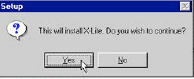 Setup
This will install X-Lite. Do you wish to continue?
Yes
No